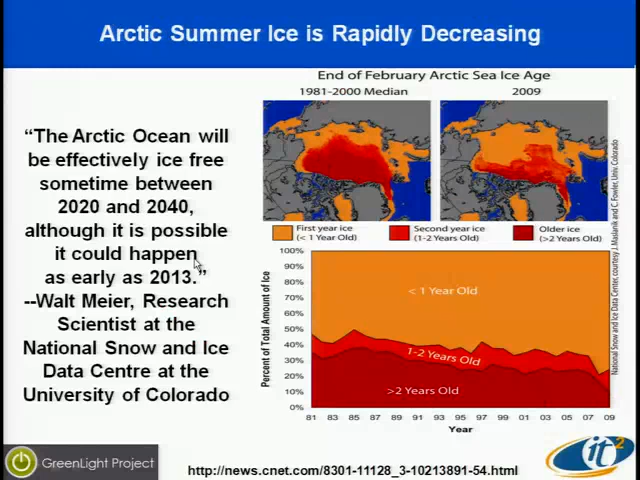 Arctic Summer Ice is Rapidly Decreasing
End of February Arctic Sea Ice Age
1981-2000 Median
2009
“The Arctic Ocean will
be effectively ice free
sometime between
2020 and 2040,
although it is possible
it could happen
as early as 2013.”
--Walt Meier, Research
Scientist at the
National Snow and Ice
Data Centre at the
University of Colorado
First year ice
(< 1 Year Old)
Second year ice
(1-2 Years Old)
Older ice
(>2 Years Old)
Percent of Total Amount of Ice
100%
90%
80%
70%
60%
50%
40%
30%
20%
10%
0%
< 1 Year Old
1-2 Years Old
>2 Years Old
81 83 85 87 89 91 93 95 97 99 01 03 05 07 09
Year
National Snow and Ice Data Center, courtesy J. Maslanik and C. Fowler, Univ. Colorado
GreenLight Project
http://news.cnet.com/8301-11128_3-10213891-54.html
it2